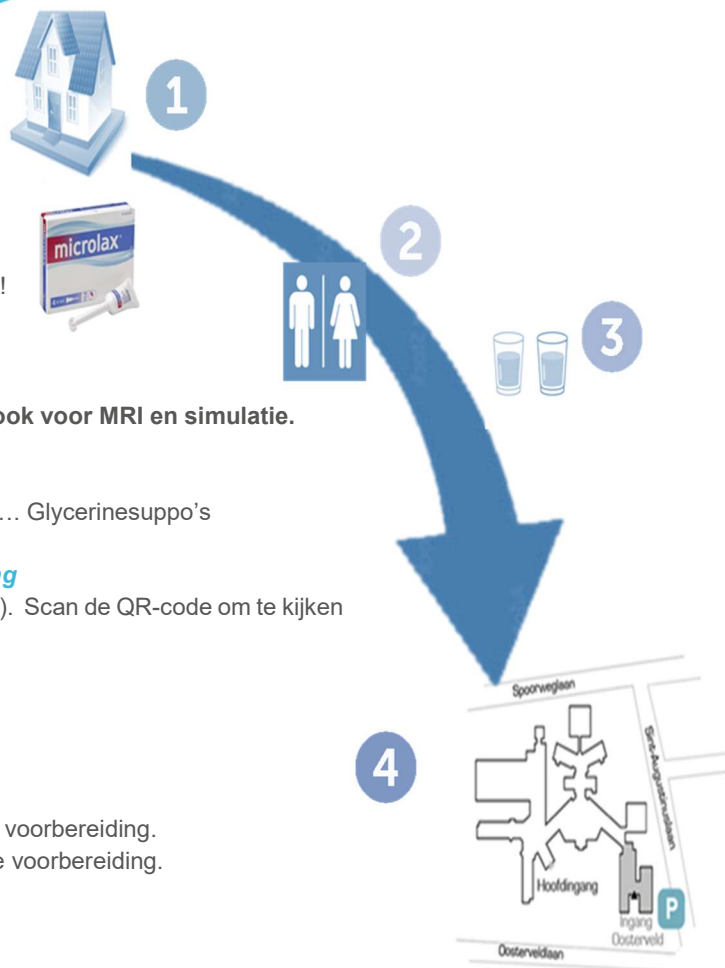 1
microlax
2
!
3
ook voor MRI en simulatie.
… Glycerinesuppo’s
ng
). Scan de QR-code om te kijken
Spoorweglaan
Sint-Augustinuslaan
4
voorbereiding.
e voorbereiding.
Hoofdingang
P
Ingang
Oosterveld
Oosterveldlaan